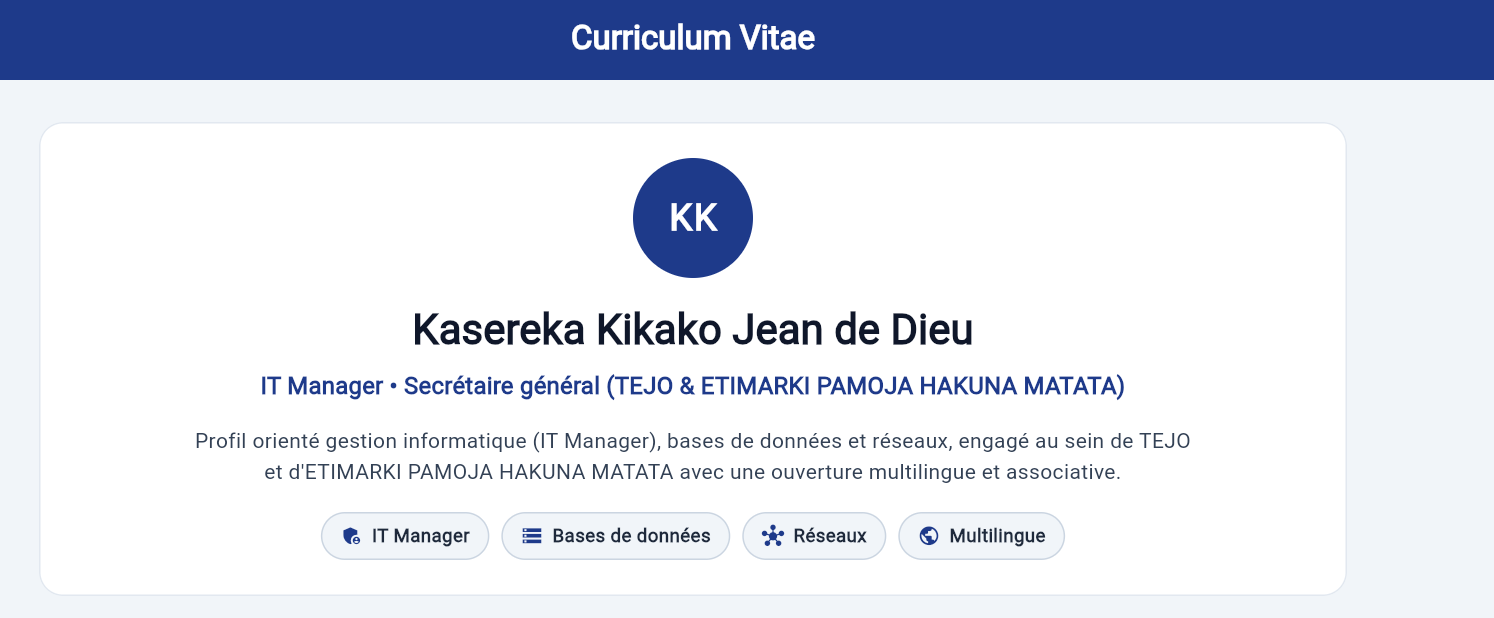 Curriculum Vitae
KK
Kasereka Kikako Jean de Dieu
IT Manager • Secrétaire général (TEJO & ETIMARKI PAMOJA HAKUNA MATATA)
Profil orienté gestion informatique (IT Manager), bases de données et réseaux, engagé au sein de TEJO
et d'ETIMARKI PAMOJA HAKUNA MATATA avec une ouverture multilingue et associative.
IT Manager
Bases de données
Réseaux
Multilingue